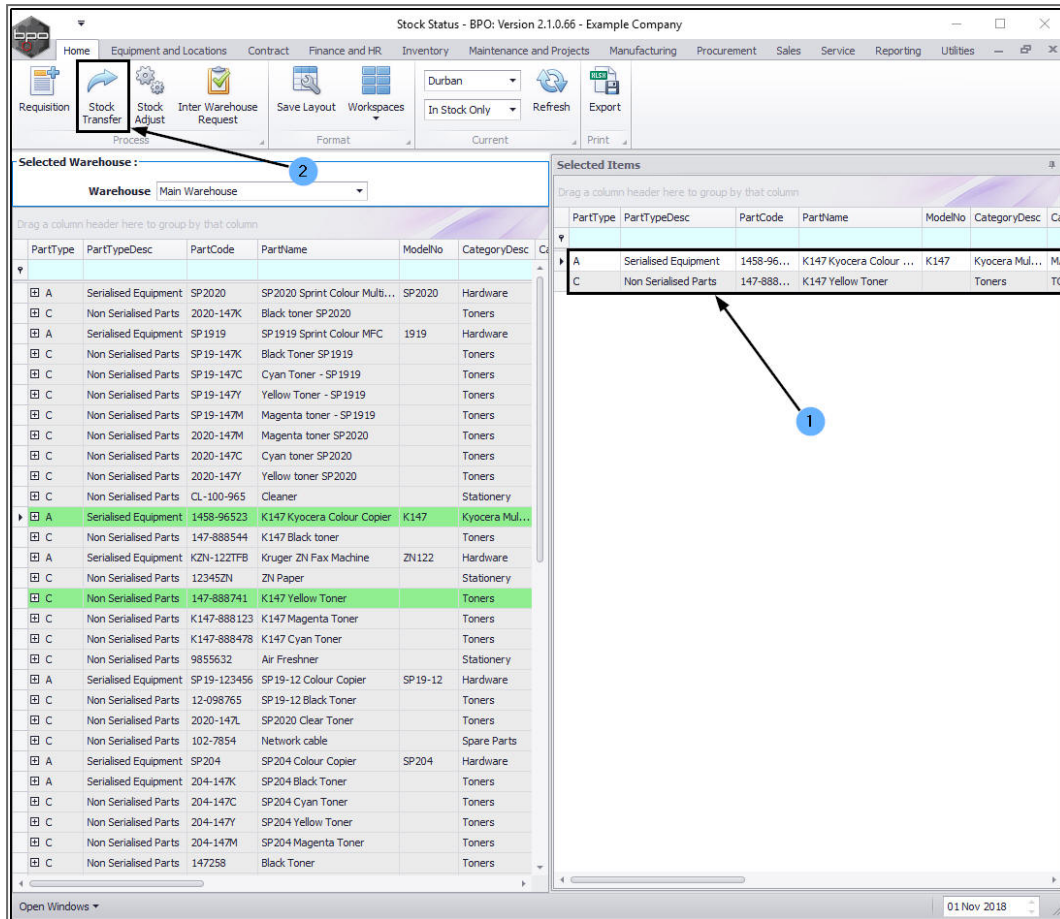 bpo
Stock Status - BPO: Version 2.1.0.66 - Example Company
Home Equipment and Locations Contract Finance and HR Inventory Maintenance and Projects Manufacturing Procurement Sales Service Reporting Utilities
Requisition Stock Transfer Stock Adjust Inter Warehouse Request Save Layout Workspaces Durban In Stock Only Refresh XLSX Export
Process Format Current Print
2
Selected Warehouse :
Warehouse Main Warehouse
Drag a column header here to group by that column
PartType PartTypeDesc PartCode PartName ModelNo CategoryDesc Ca
A Serialised Equipment SP2020 SP2020 Sprint Colour Multi... SP2020 Hardware
C Non Serialised Parts 2020-147K Black toner SP2020 Toners
A Serialised Equipment SP1919 SP1919 Sprint Colour MFC 1919 Hardware
C Non Serialised Parts SP19-147K Black Toner SP1919 Toners
C Non Serialised Parts SP19-147C Cyan Toner - SP1919 Toners
C Non Serialised Parts SP19-147Y Yellow Toner - SP1919 Toners
C Non Serialised Parts SP19-147M Magenta toner - SP1919 Toners
C Non Serialised Parts 2020-147M Magenta toner SP2020 Toners
C Non Serialised Parts 2020-147C Cyan toner SP2020 Toners
C Non Serialised Parts 2020-147Y Yellow toner SP2020 Toners
C Non Serialised Parts CL-100-965 Cleaner Stationery
A Serialised Equipment 1458-96523 K147 Kyocera Colour Copier K147 Kyocera Mul...
C Non Serialised Parts 147-888544 K147 Black toner Toners
A Serialised Equipment KZN-122TFB Kruger ZN Fax Machine ZN122 Hardware
C Non Serialised Parts 12345ZN ZN Paper Stationery
C Non Serialised Parts 147-888741 K147 Yellow Toner Toners
C Non Serialised Parts K147-888123 K147 Magenta Toner Toners
C Non Serialised Parts K147-888478 K147 Cyan Toner Toners
C Non Serialised Parts 9855632 Air Freshner Stationery
A Serialised Equipment SP19-123456 SP19-12 Colour Copier SP19-12 Hardware
C Non Serialised Parts 12-098765 SP19-12 Black Toner Toners
C Non Serialised Parts 2020-147L SP2020 Clear Toner Toners
C Non Serialised Parts 102-7854 Network cable Spare Parts
A Serialised Equipment SP204 SP204 Colour Copier SP204 Hardware
A Serialised Equipment 204-147K SP204 Black Toner Toners
C Non Serialised Parts 204-147C SP204 Cyan Toner Toners
C Non Serialised Parts 204-147Y SP204 Yellow Toner Toners
C Non Serialised Parts 204-147M SP204 Magenta Toner Toners
C Non Serialised Parts 147258 Black Toner Toners
Selected Items
Drag a column header here to group by that column
PartType PartTypeDesc PartCode PartName ModelNo CategoryDesc Ca
A Serialised Equipment 1458-96... K147 Kyocera Colour ... K147 Kyocera Mul... M
C Non Serialised Parts 147-888... K147 Yellow Toner Toners TO
1
Open Windows 01 Nov 2018